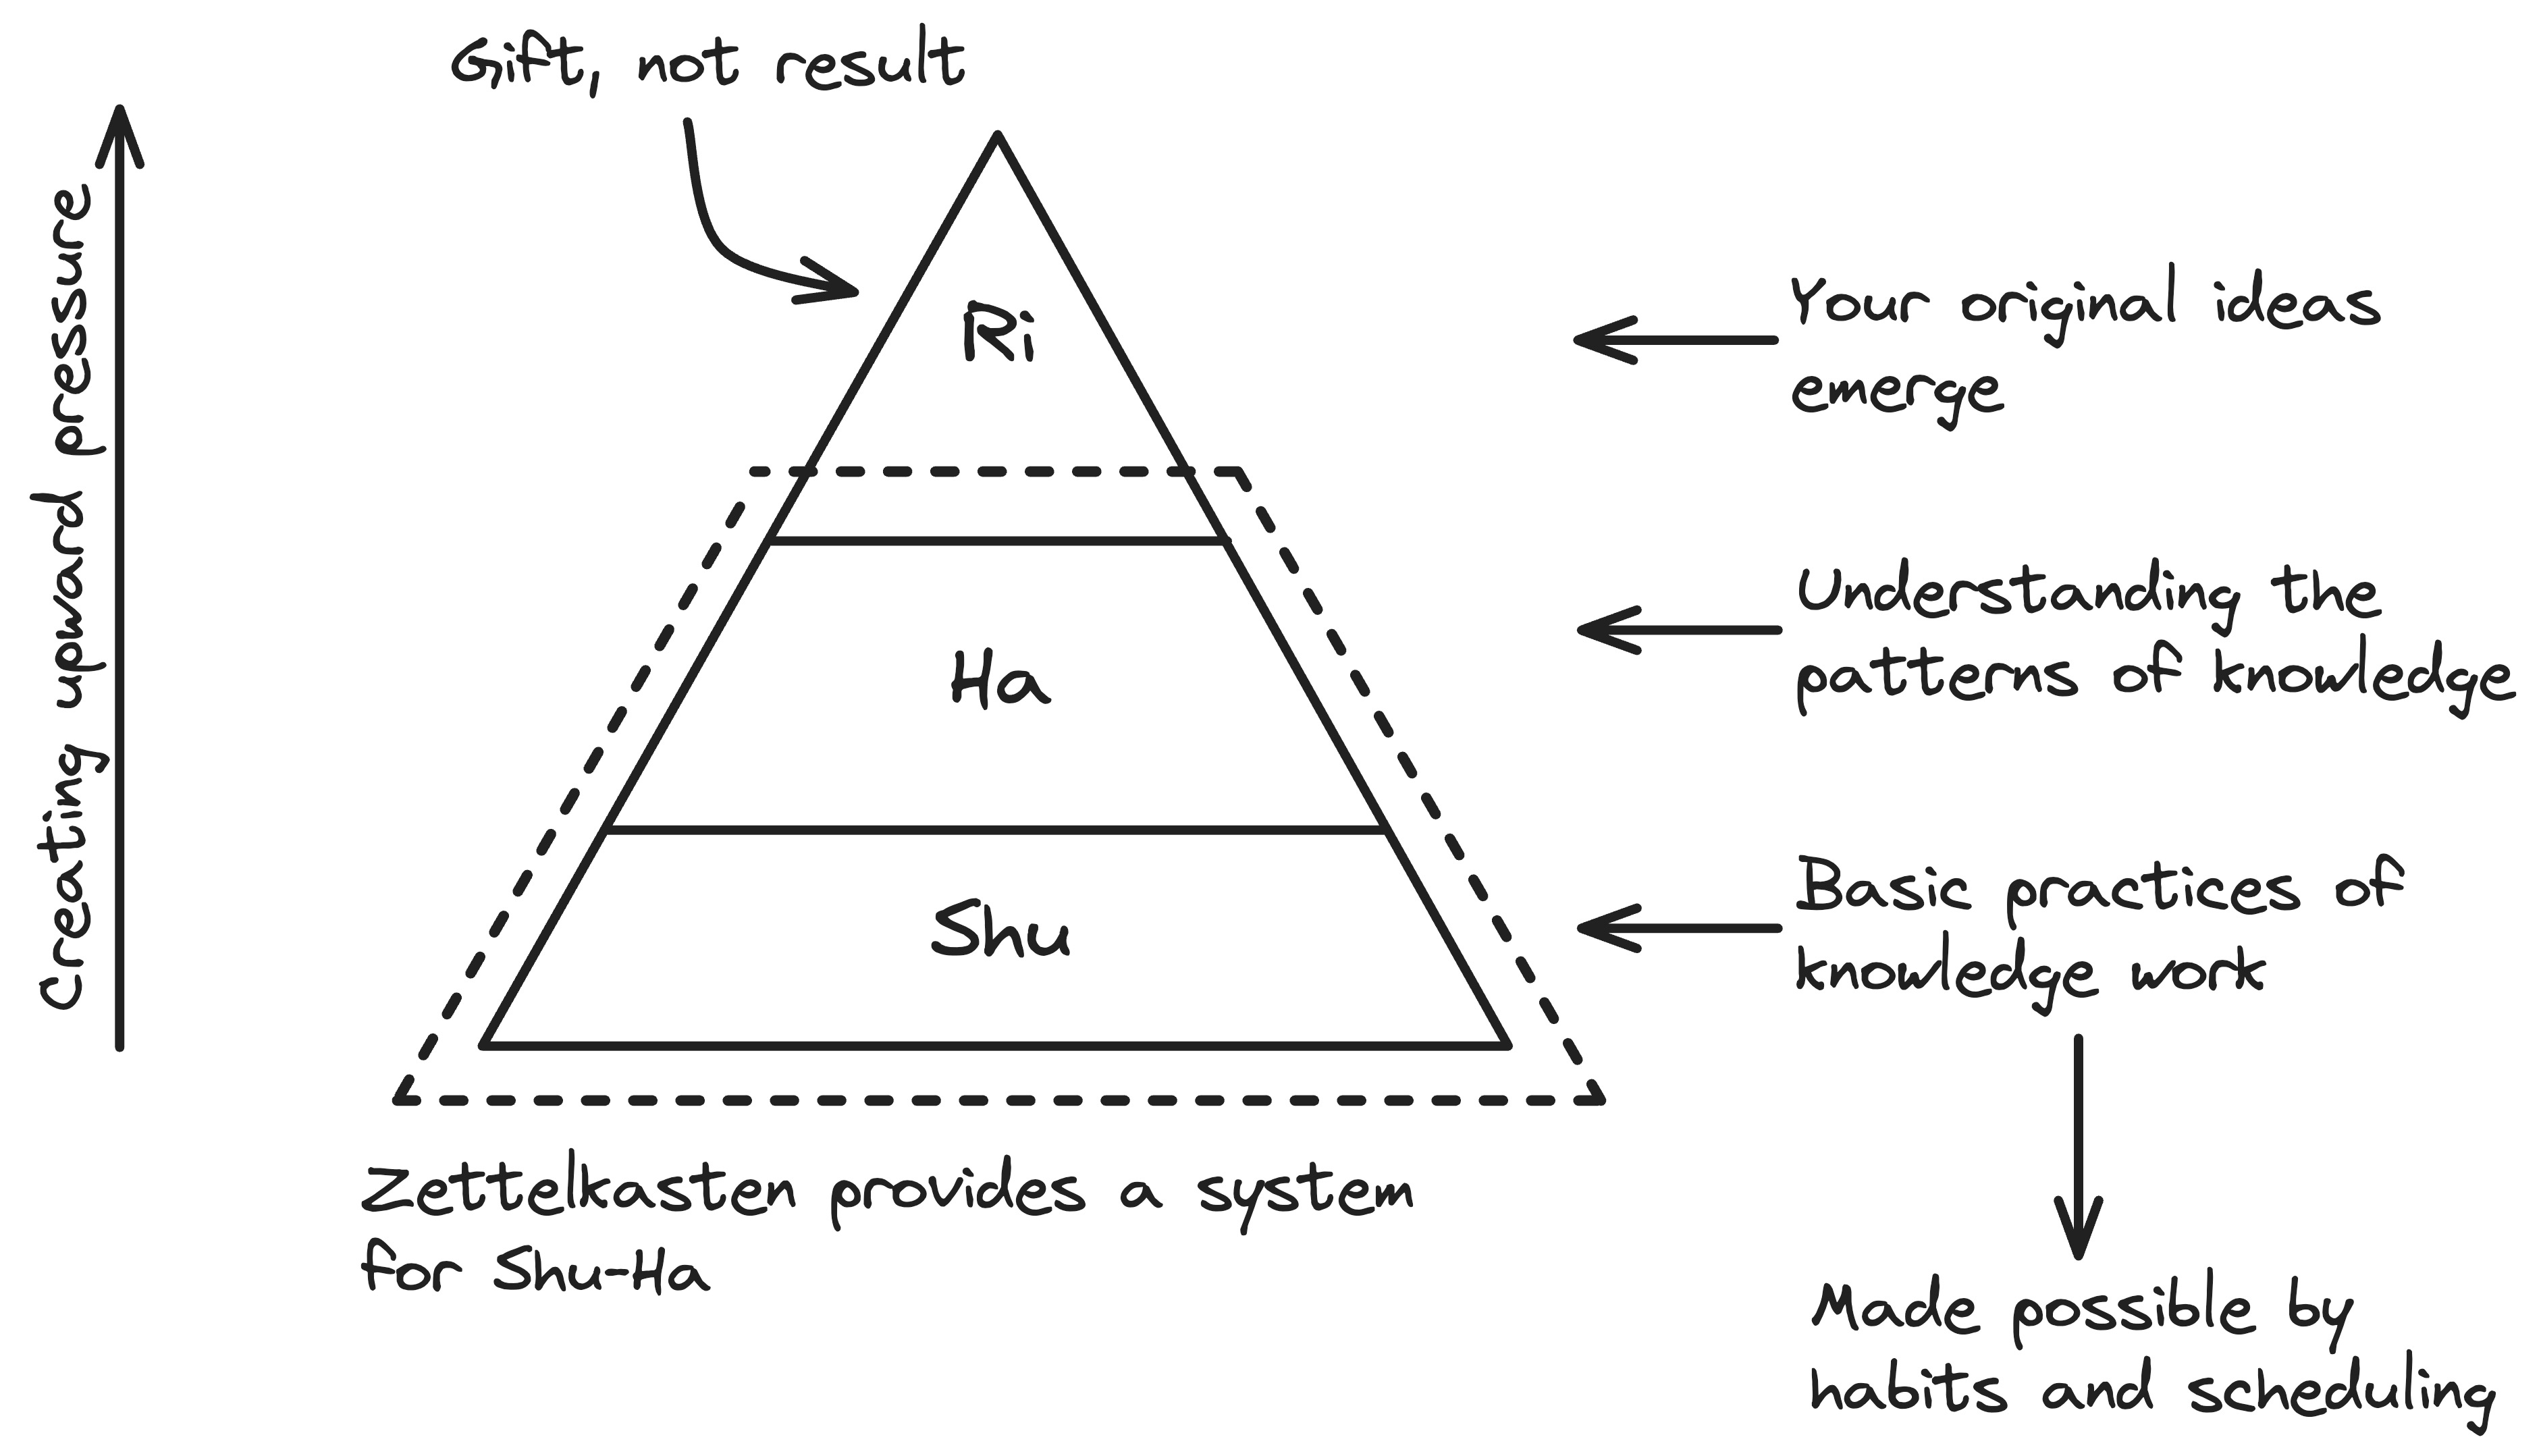 Gift, not result
Creating upward pressure
Ri
Your original ideas
emerge
Ha
Understanding the
patterns of knowledge
Shu
Basic practices of
knowledge work
Zettelkasten provides a system
for Shu-Ha
Made possible by
habits and scheduling